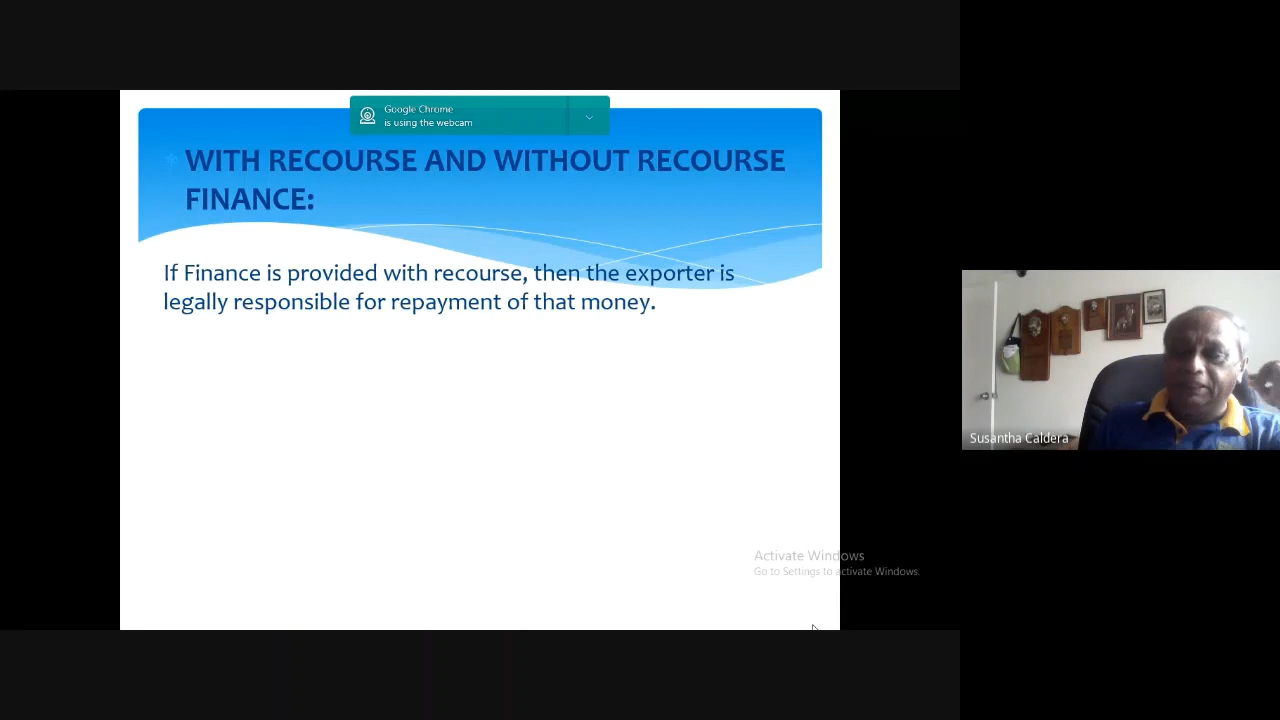 Google Chrome
is using the webcam
WITH RECOURSE AND WITHOUT RECOURSE
FINANCE:
If Finance is provided with recourse, then the exporter is
legally responsible for repayment of that money.
Susantha Caldera
Activate Windows
Go to Settings to activate Windows.